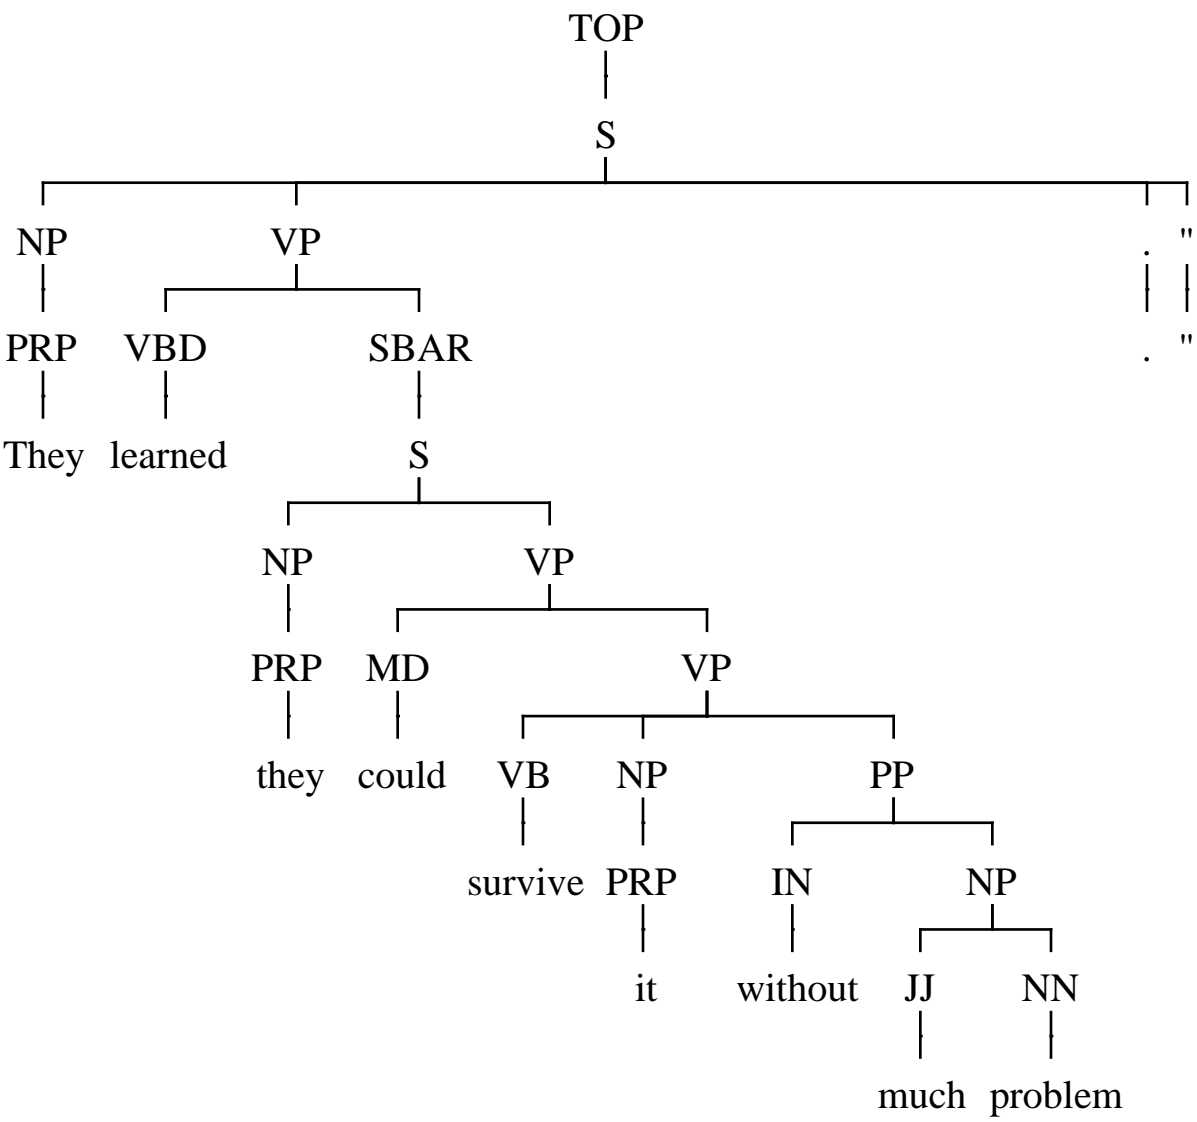 TOP
S
NP VP . "
PRP VBD SBAR . "
They learned S
NP VP
PRP MD VP
they could VB NP PP
survive PRP IN NP
it without JJ NN
much problem